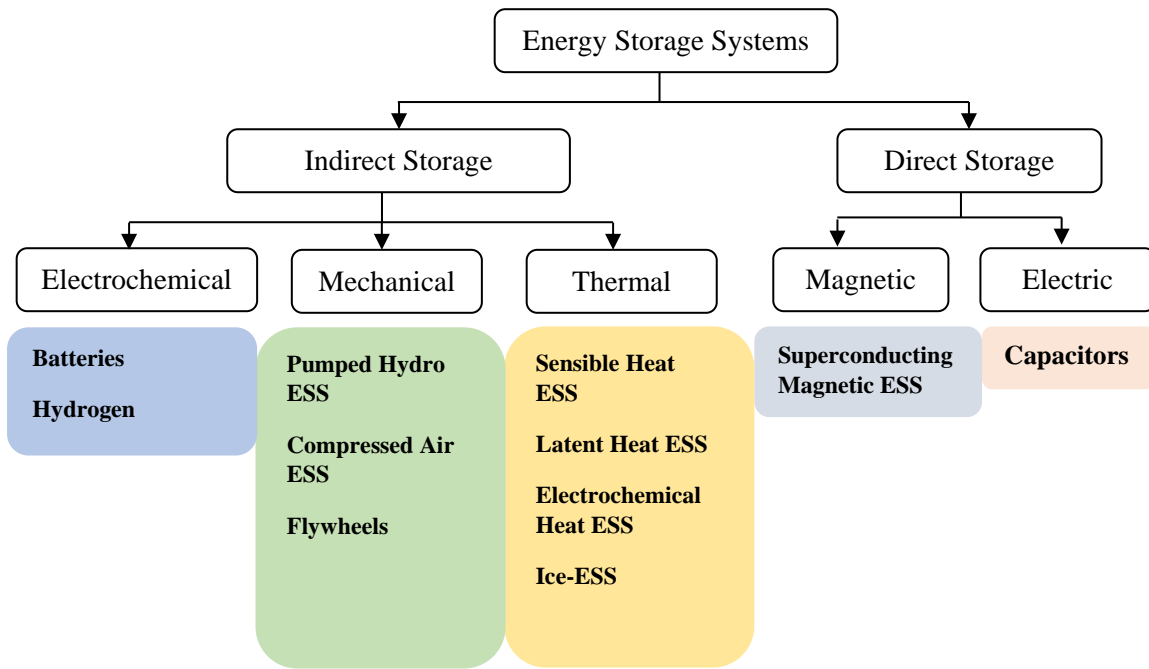 Energy Storage Systems
Indirect Storage
Direct Storage
Electrochemical
Mechanical
Thermal
Magnetic
Electric
Batteries
Hydrogen
Pumped Hydro
ESS
Compressed Air
ESS
Flywheels
Sensible Heat
ESS
Latent Heat ESS
Electrochemical
Heat ESS
Ice-ESS
Superconducting
Magnetic ESS
Capacitors